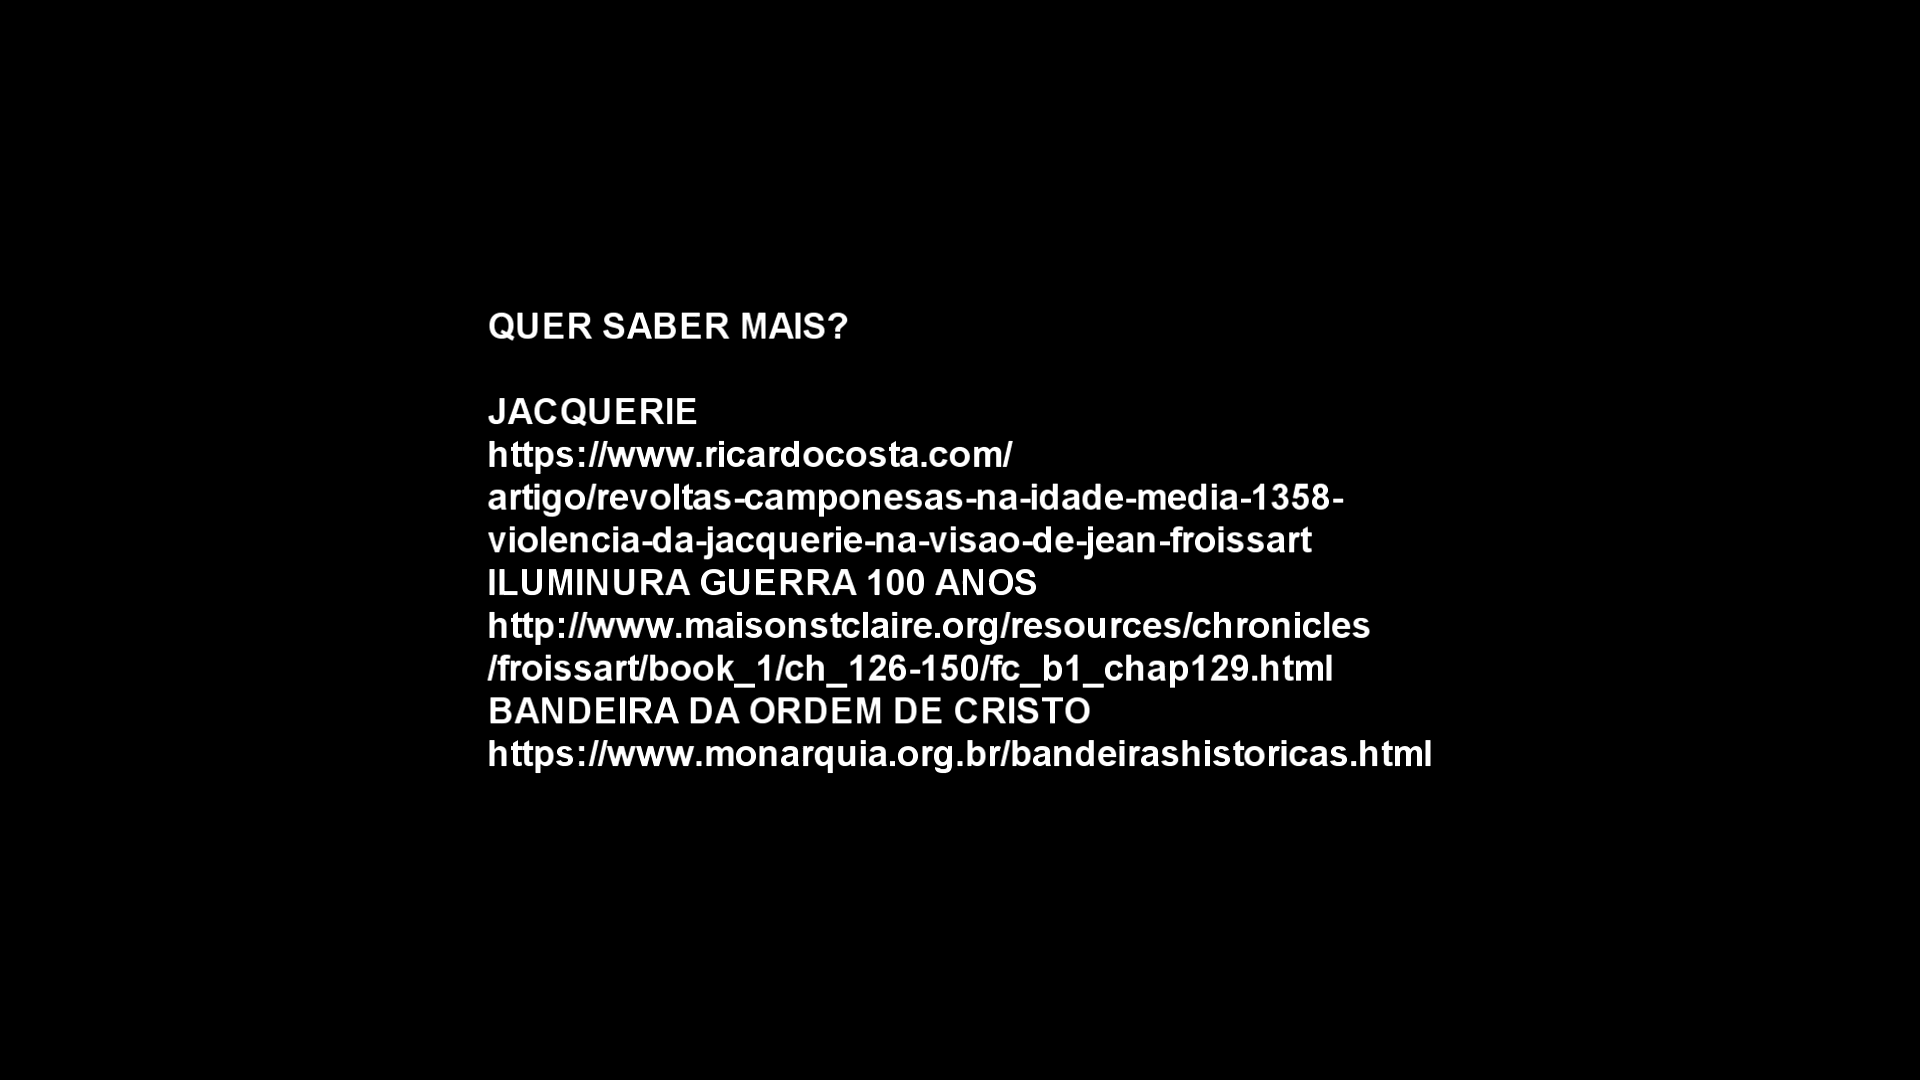 QUER SABER MAIS?
JACQUERIE
https://www.ricardocosta.com/
artigo/revoltas-camponesas-na-idade-media-1358-
violencia-da-jacquerie-na-visao-de-jean-froissart
ILUMINURA GUERRA 100 ANOS
http://www.maisonstclaire.org/resources/chronicles
/froissart/book_1/ch_126-150/fc_b1_chap129.html
BANDEIRA DA ORDEM DE CRISTO
https://www.monarquia.org.br/bandeirashistoricas.html